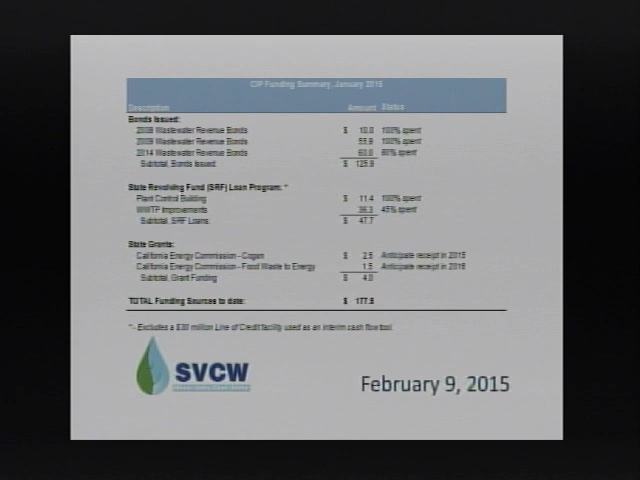 CIP Funding Summary, January 2015
Description Amount Status
Bonds Issued:
2008 Wastewater Revenue Bonds $ 10.0 100% spent
2009 Wastewater Revenue Bonds 55.9 100% spent
2014 Wastewater Revenue Bonds 60.0 80% spent
Subtotal, Bonds Issued $ 125.9
State Revolving Fund (SRF) Loan Program: *
Plant Control Building $ 11.4 100% spent
WWTP Improvements 36.3 45% spent
Subtotal, SRF Loans $ 47.7
State Grants:
California Energy Commission - Cogen $ 2.5 Anticipate receipt in 2015
California Energy Commission - Food Waste to Energy 1.5 Anticipate receipt in 2016
Subtotal, Grant Funding $ 4.0
TOTAL Funding Sources to date: $ 177.6
* - Excludes a $30 million Line of Credit facility used as an interim cash flow tool.
SVCW
February 9, 2015